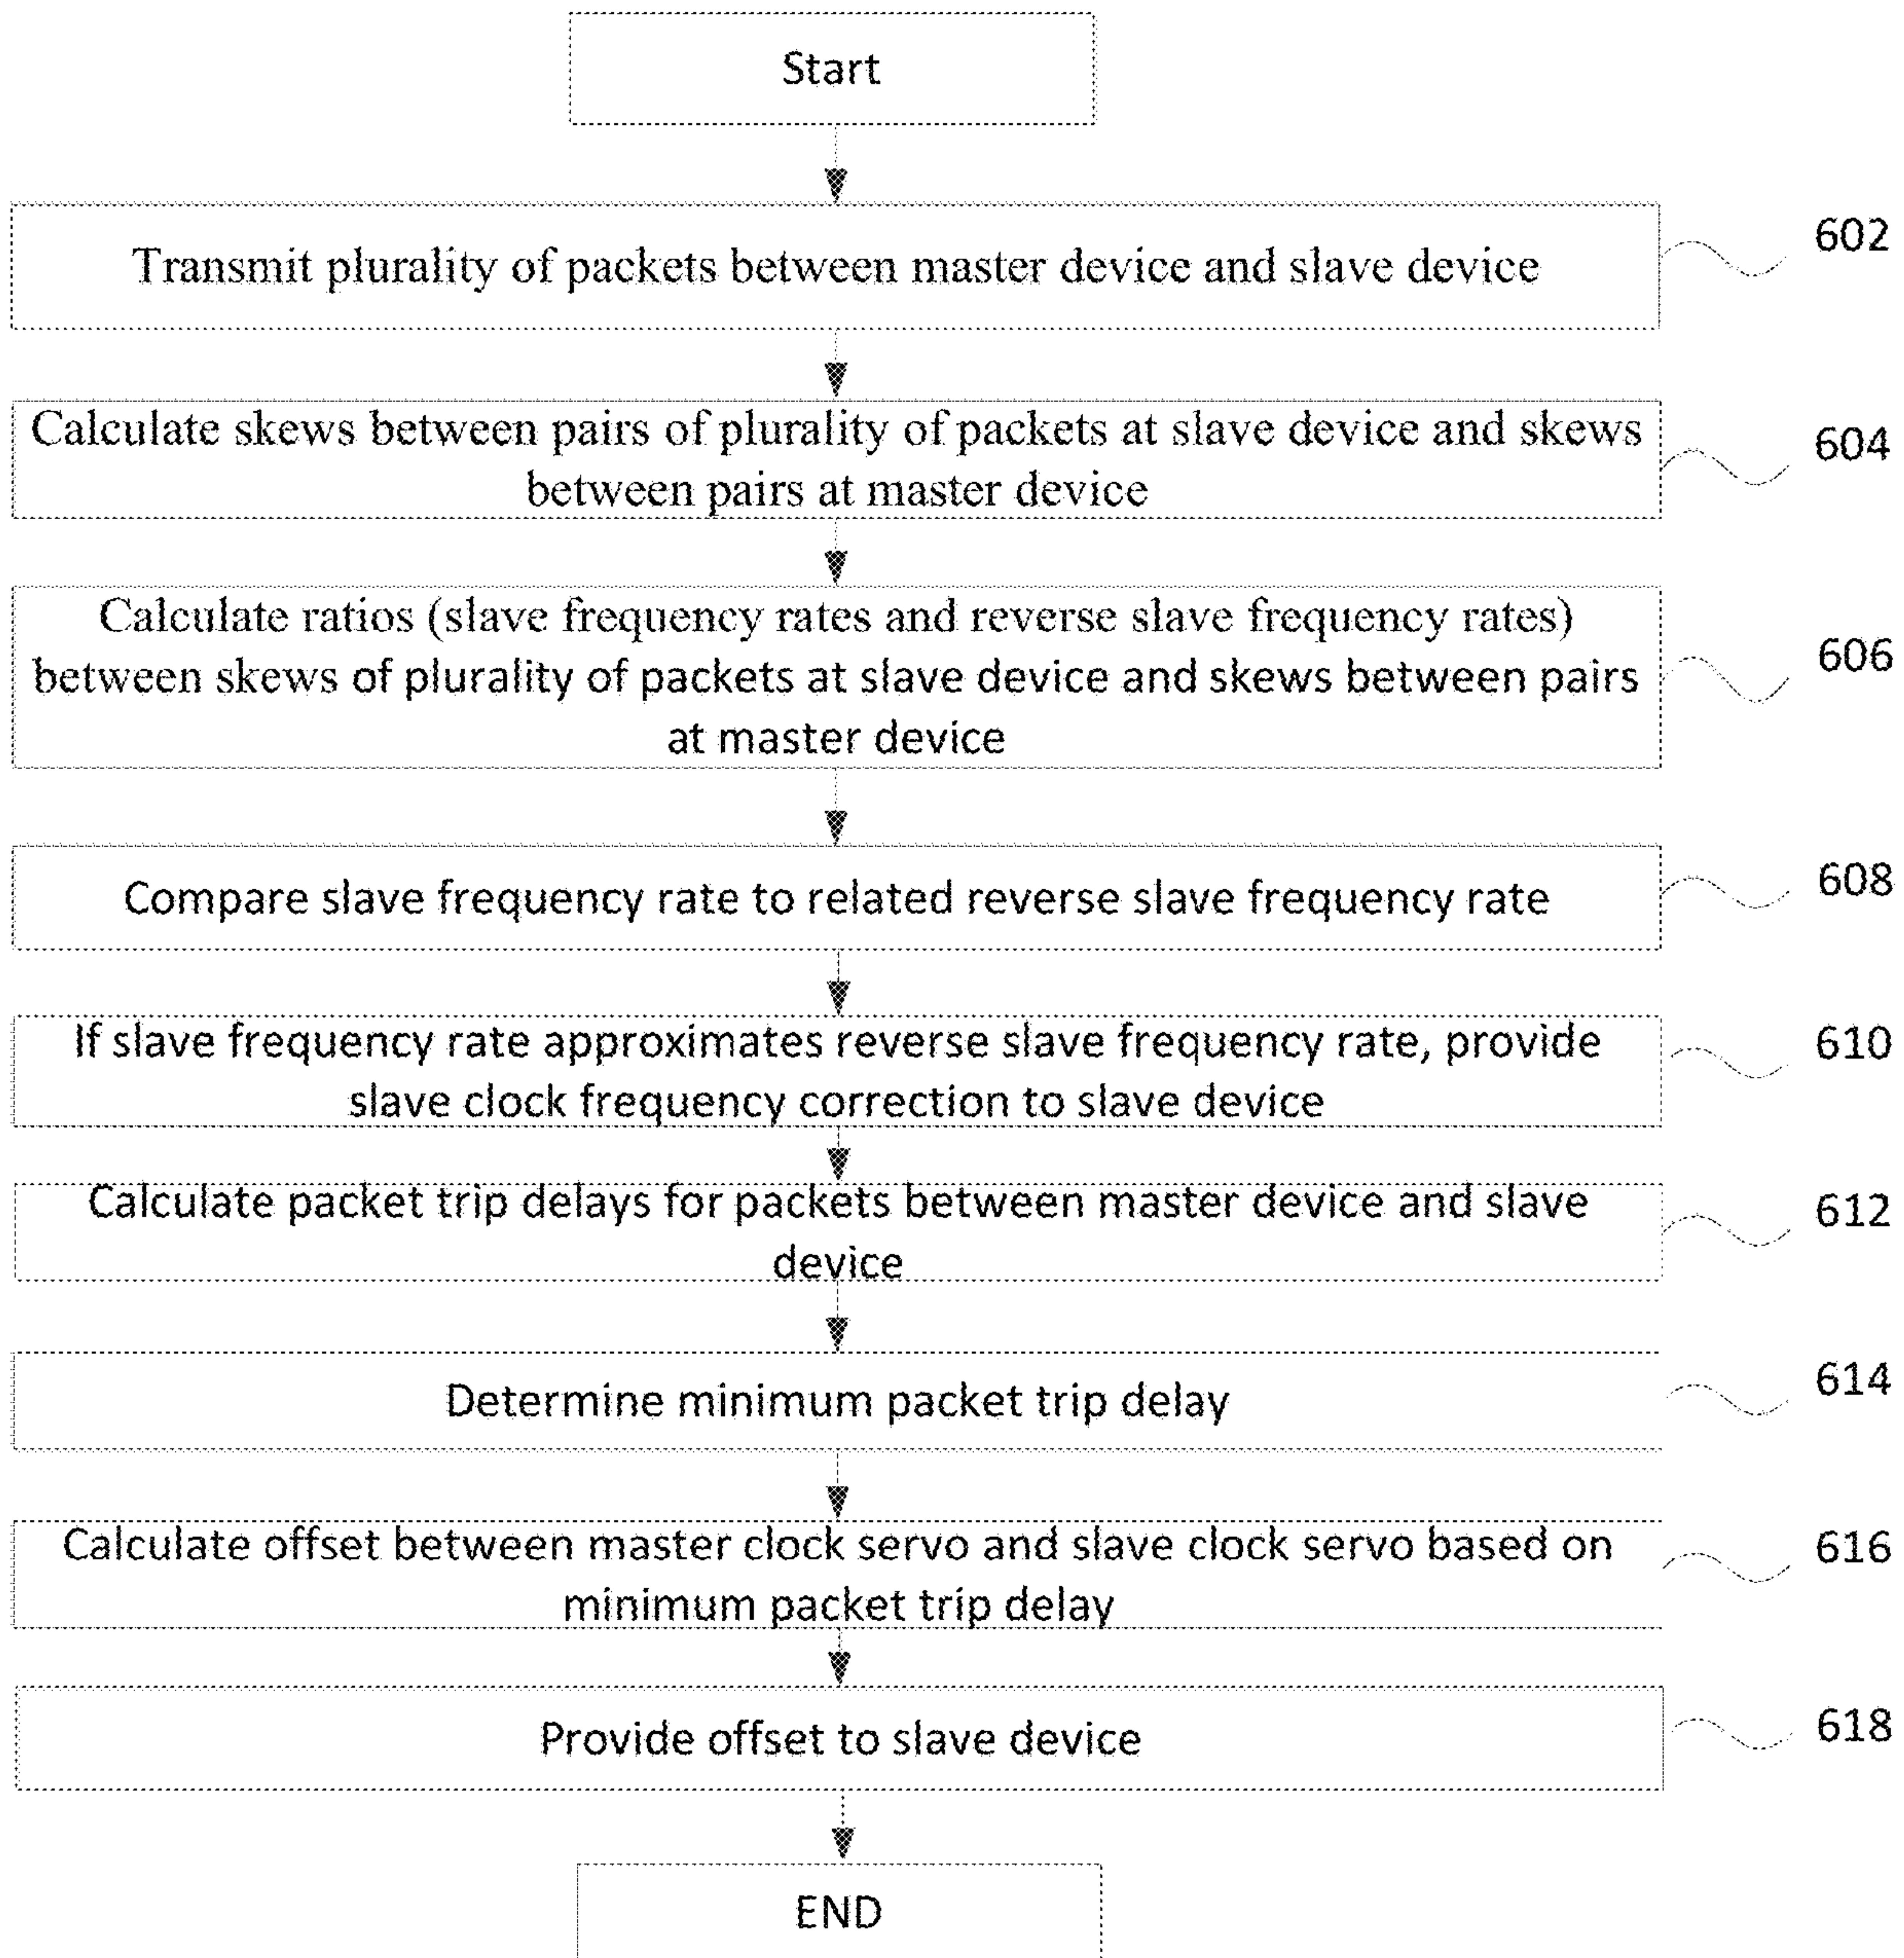 Start
Transmit plurality of packets between master device and slave device
602
Calculate skews between pairs of plurality of packets at slave device and skews
between pairs at master device
604
Calculate ratios (slave frequency rates and reverse slave frequency rates)
between skews of plurality of packets at slave device and skews between pairs
at master device
606
Compare slave frequency rate to related reverse slave frequency rate
608
If slave frequency rate approximates reverse slave frequency rate, provide
slave clock frequency correction to slave device
610
Calculate packet trip delays for packets between master device and slave
device
612
Determine minimum packet trip delay
614
Calculate offset between master clock servo and slave clock servo based on
minimum packet trip delay
616
Provide offset to slave device
618
END